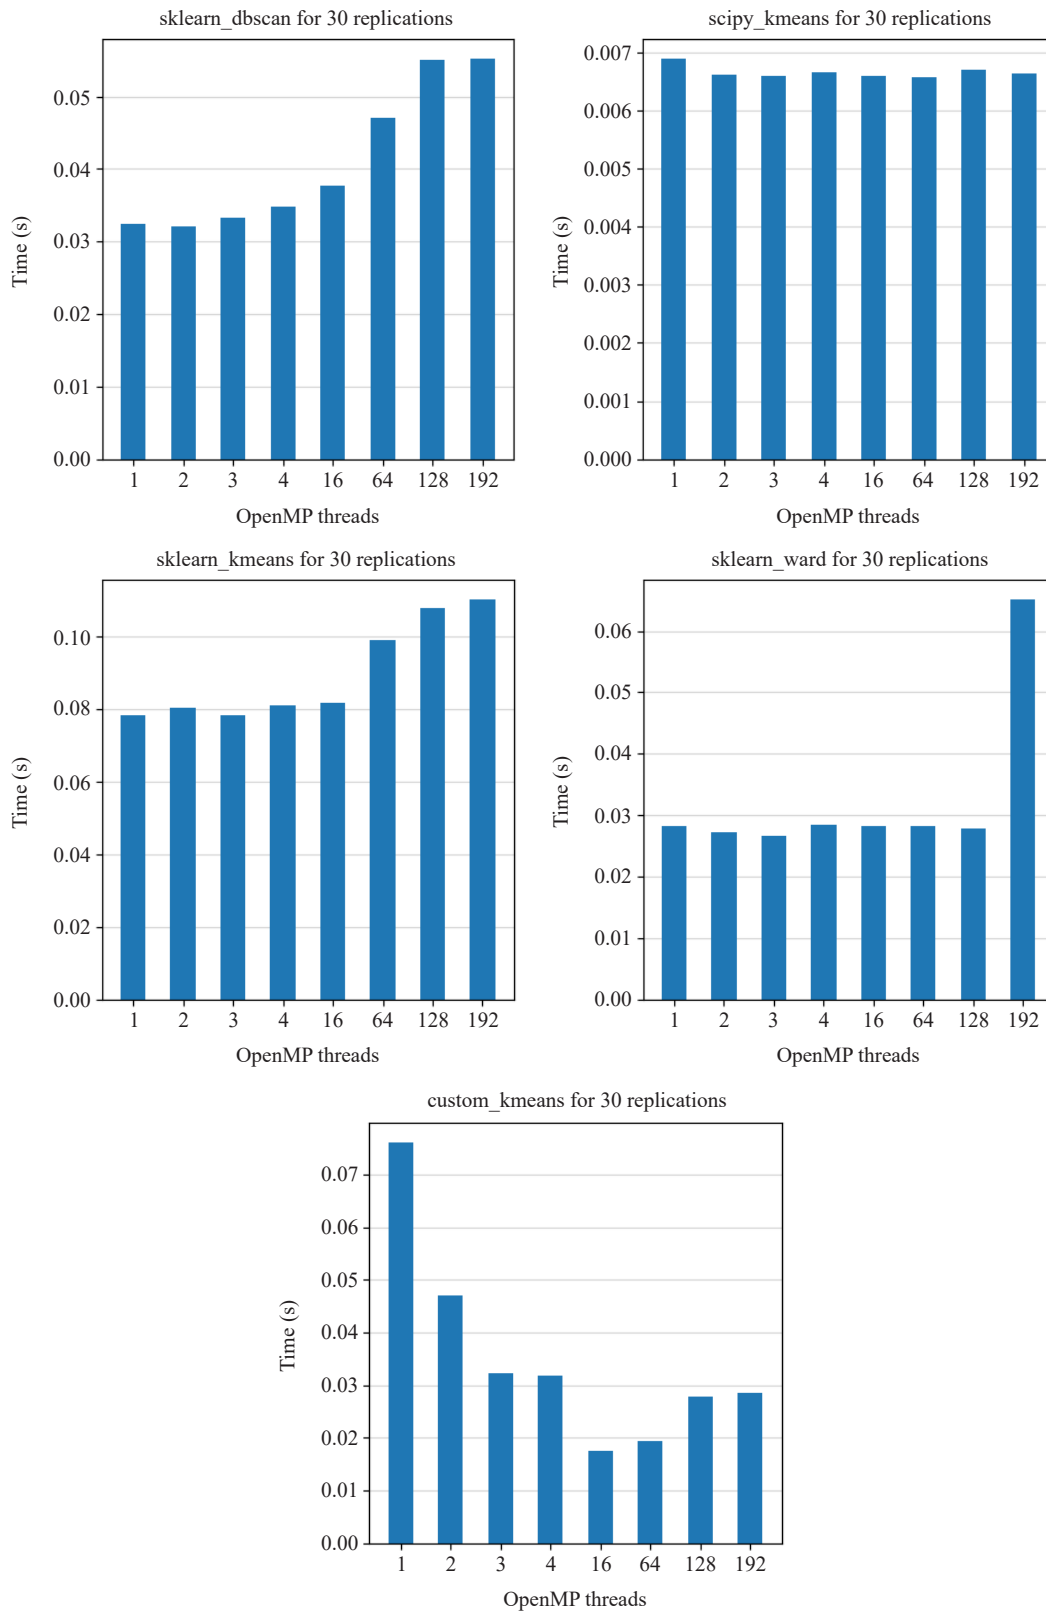 sklearn_dbscan for 30 replications
0.05
0.04
0.03
0.02
0.01
0.00
Time (s)
1 2 3 4 16 64 128 192
OpenMP threads
scipy_kmeans for 30 replications
0.007
0.006
0.005
0.004
0.003
0.002
0.001
0.000
Time (s)
1 2 3 4 16 64 128 192
OpenMP threads
sklearn_kmeans for 30 replications
0.10
0.08
0.06
0.04
0.02
0.00
Time (s)
1 2 3 4 16 64 128 192
OpenMP threads
sklearn_ward for 30 replications
0.06
0.05
0.04
0.03
0.02
0.01
0.00
Time (s)
1 2 3 4 16 64 128 192
OpenMP threads
custom_kmeans for 30 replications
0.07
0.06
0.05
0.04
0.03
0.02
0.01
0.00
Time (s)
1 2 3 4 16 64 128 192
OpenMP threads